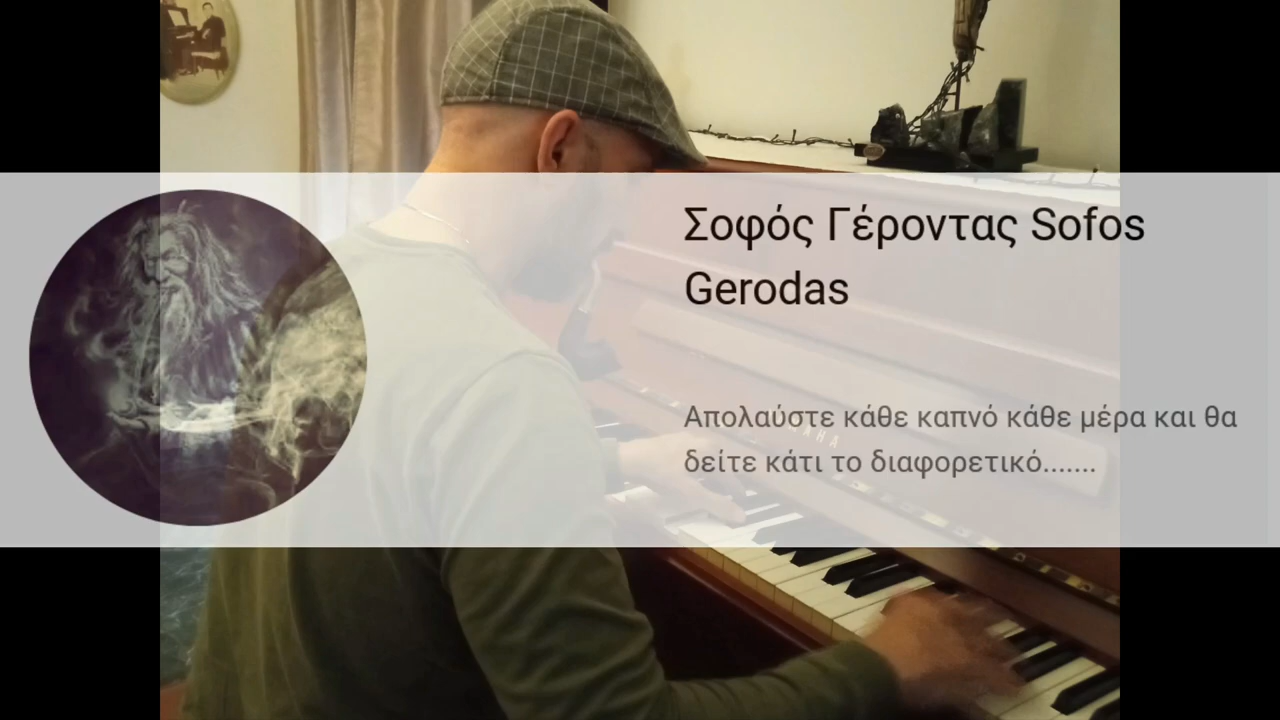 Σοφός Γέροντας Sofos
Gerodas
Απολαύστε κάθε καπνό κάθε μέρα και θα
δείτε κάτι το διαφορετικό.......